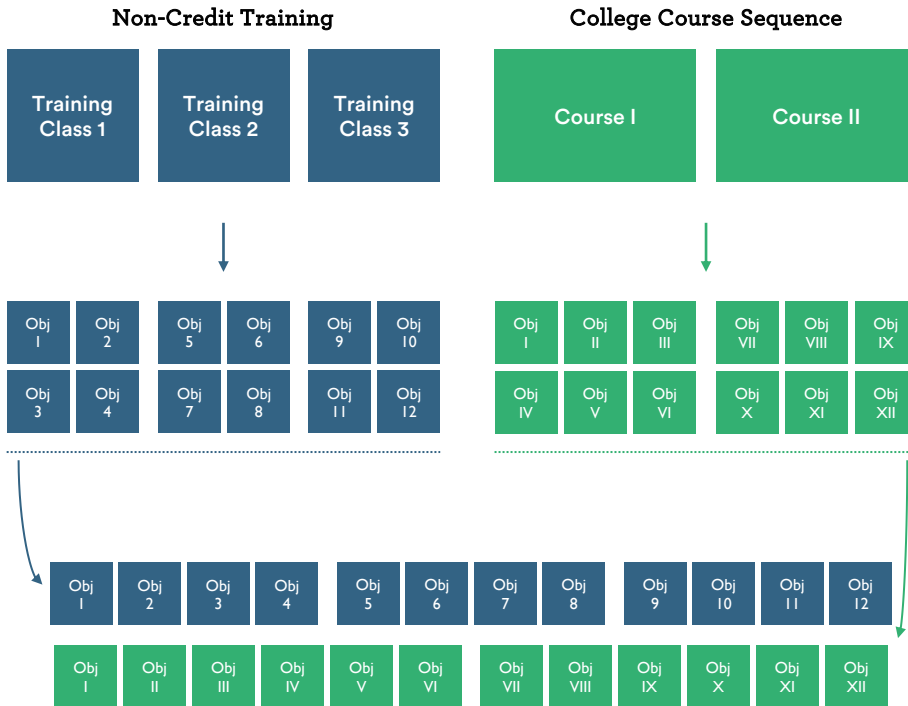 Non-Credit Training
College Course Sequence
Training
Class 1
Training
Class 2
Training
Class 3
Course I
Course II
Obj
1
Obj
2
Obj
5
Obj
6
Obj
9
Obj
10
Obj
3
Obj
4
Obj
7
Obj
8
Obj
11
Obj
12
Obj
I
Obj
II
Obj
III
Obj
VII
Obj
VIII
Obj
IX
Obj
IV
Obj
V
Obj
VI
Obj
X
Obj
XI
Obj
XII
Obj
1
Obj
2
Obj
3
Obj
4
Obj
5
Obj
6
Obj
7
Obj
8
Obj
9
Obj
10
Obj
11
Obj
12
Obj
I
Obj
II
Obj
III
Obj
IV
Obj
V
Obj
VI
Obj
VII
Obj
VIII
Obj
IX
Obj
X
Obj
XI
Obj
XII